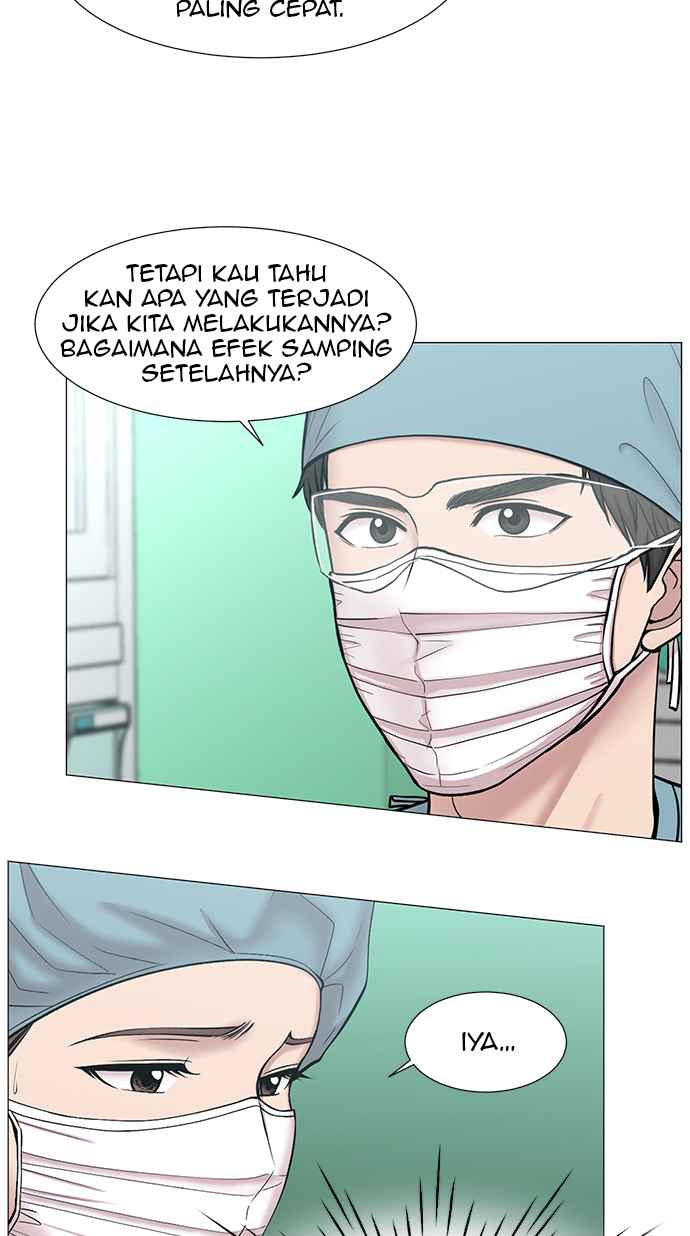 PALING CEPAT.
TETAPI KAU TAHU
KAN APA YANG TERJADI
JIKA KITA MELAKUKANNYA?
BAGAIMANA EFEK SAMPING
SETELAHNYA?
IYA...